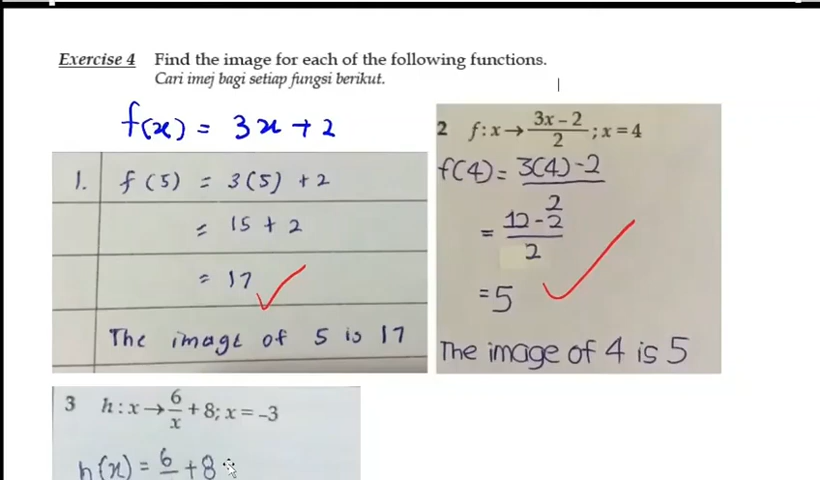 Exercise 4 Find the image for each of the following functions.
Cari imej bagi setiap fungsi berikut.
f(x) = 3x + 2
1. f(5) = 3(5) + 2
= 15 + 2
= 17
The image of 5 is 17
2 f : x → (3x – 2)/2 ; x = 4
f(4) = (3(4) - 2)/2
= (12 - 2)/2
= 5
The image of 4 is 5
3 h : x → 6/x + 8; x = –3
h(x) = 6 + 8